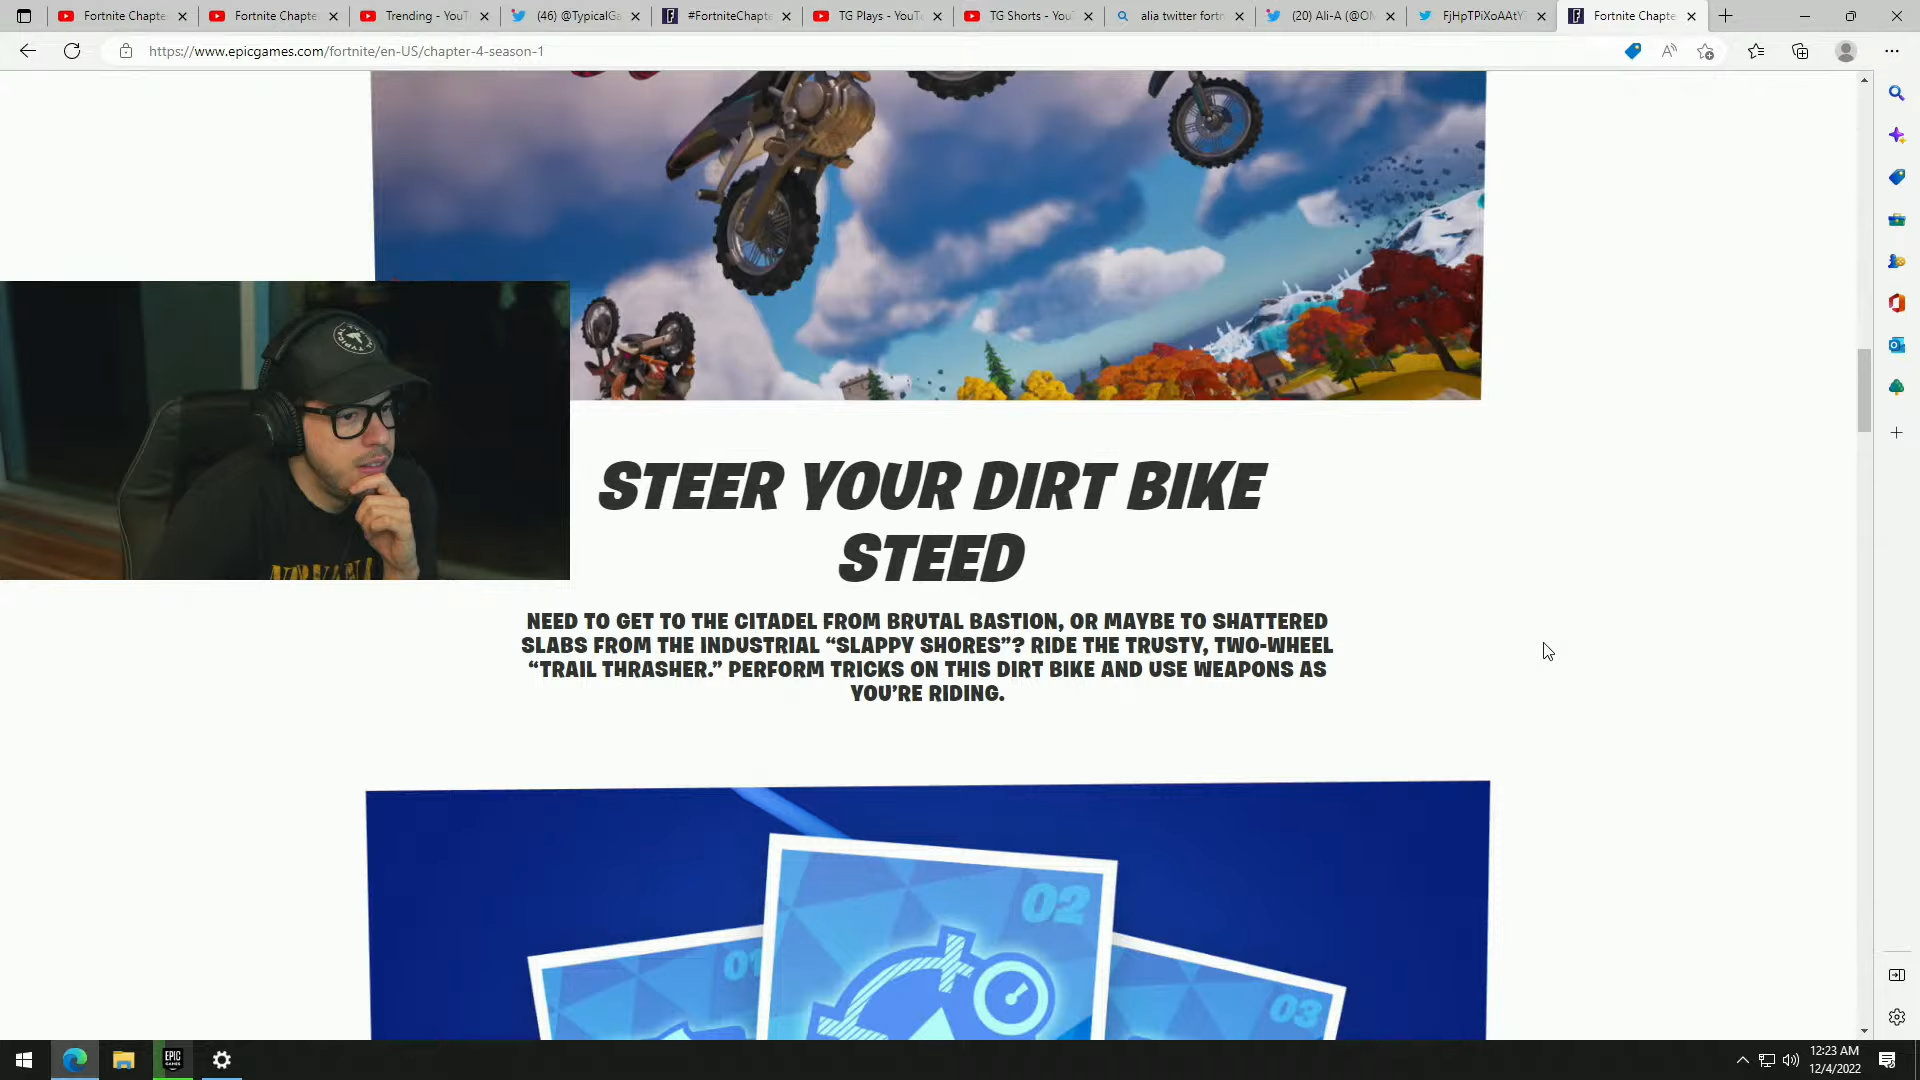 Fortnite Chapte
Fortnite Chapte
Trending - YouT
(46) @TypicalGa
#FortniteChapte
TG Plays - YouTu
TG Shorts - YouT
alia twitter fortn
(20) Ali-A (@OM
FjHpTPiXoAAtY
Fortnite Chapte
https://www.epicgames.com/fortnite/en-US/chapter-4-season-1
STEER YOUR DIRT BIKE
STEED
NEED TO GET TO THE CITADEL FROM BRUTAL BASTION, OR MAYBE TO SHATTERED
SLABS FROM THE INDUSTRIAL “SLAPPY SHORES”? RIDE THE TRUSTY, TWO-WHEEL
“TRAIL THRASHER.” PERFORM TRICKS ON THIS DIRT BIKE AND USE WEAPONS AS
YOU’RE RIDING.
01
02
03
EPIC
GAMES
12:23 AM
12/4/2022